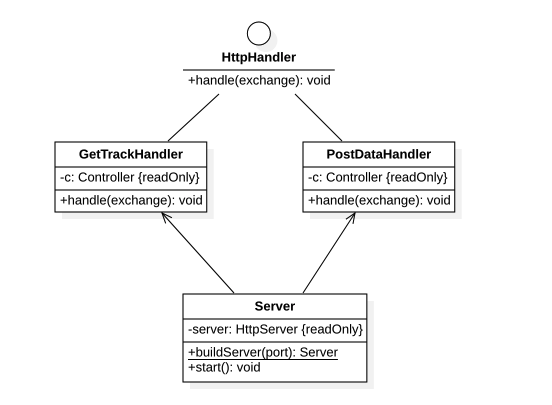 HttpHandler
+handle(exchange): void
GetTrackHandler
-c: Controller {readOnly}
+handle(exchange): void
PostDataHandler
-c: Controller {readOnly}
+handle(exchange): void
Server
-server: HttpServer {readOnly}
+buildServer(port): Server
+start(): void